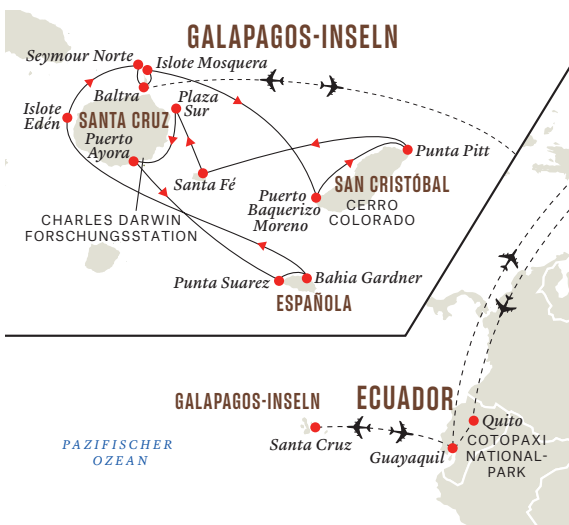 GALAPAGOS-INSELN
Seymour Norte
Islote Mosquera
Baltra
Plaza
Sur
Islote
Edén
SANTA CRUZ
Puerto
Ayora
Punta Pitt
Santa Fé
SAN CRISTÓBAL
Puerto
Baquerizo
Moreno
CERRO
COLORADO
CHARLES DARWIN
FORSCHUNGSSTATION
Punta Suarez
Bahia Gardner
ESPAÑOLA
GALAPAGOS-INSELN
ECUADOR
Santa Cruz
Quito
Guayaquil
COTOPAXI
NATIONAL-
PARK
PAZIFISCHER
OZEAN